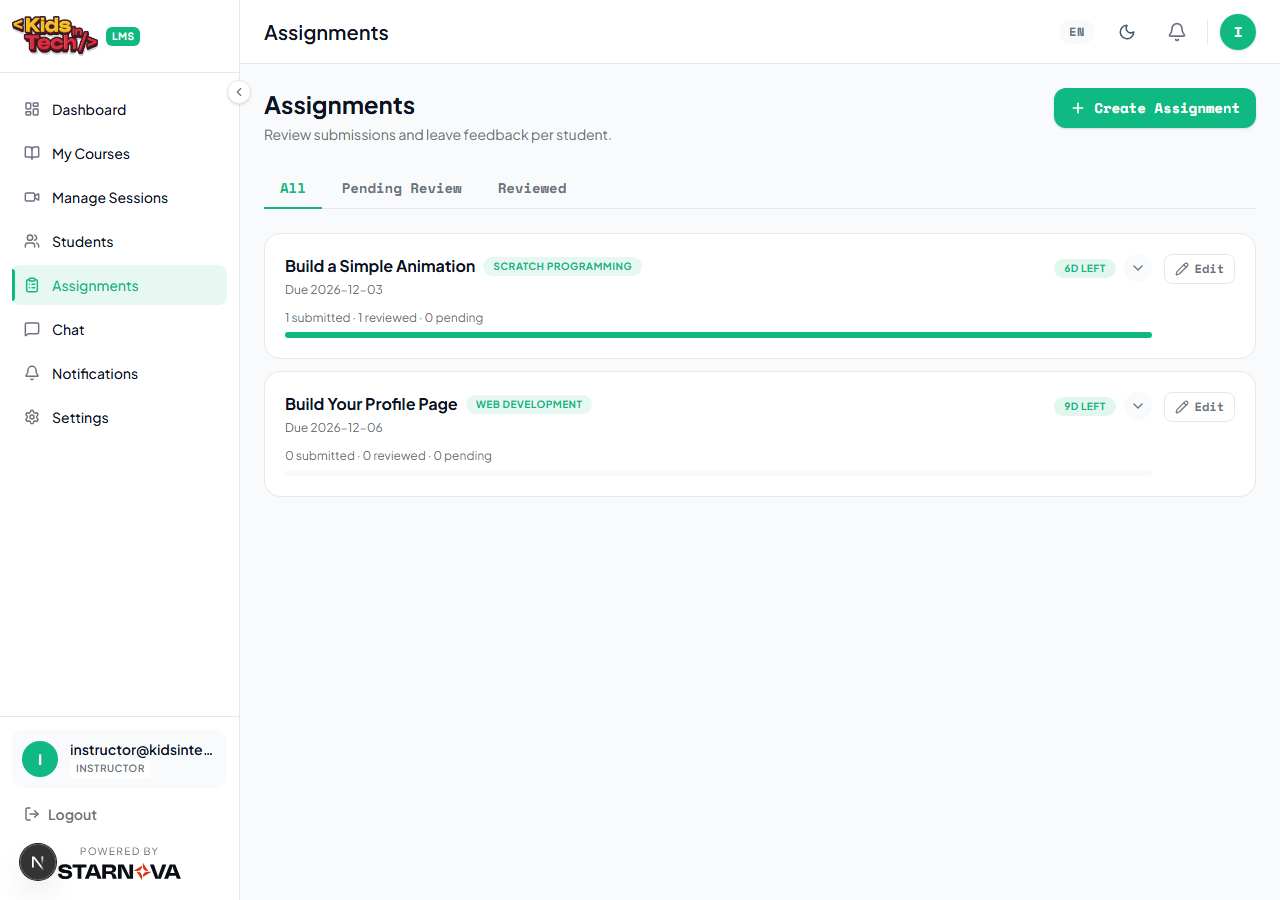 <Kids in Tech/>
LMS
Dashboard
My Courses
Manage Sessions
Students
Assignments
Chat
Notifications
Settings
instructor@kidsinte...
I
INSTRUCTOR
Logout
POWERED BY
N
STARNOVA
Assignments
EN
I
Assignments
Review submissions and leave feedback per student.
+ Create Assignment
All Pending Review Reviewed
Build a Simple Animation SCRATCH PROGRAMMING
6D LEFT
Edit
Due 2026-12-03
1 submitted · 1 reviewed · 0 pending
Build Your Profile Page WEB DEVELOPMENT
9D LEFT
Edit
Due 2026-12-06
0 submitted · 0 reviewed · 0 pending